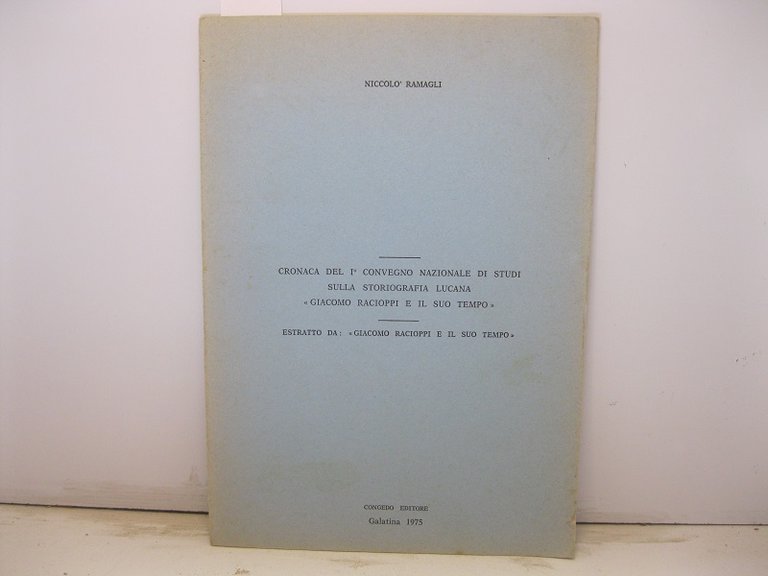 NICCOLO' RAMAGLI
CRONACA DEL I° CONVEGNO NAZIONALE DI STUDI
SULLA STORIOGRAFIA LUCANA
« GIACOMO RACIOPPI E IL SUO TEMPO »
ESTRATTO DA: «GIACOMO RACIOPPI E IL SUO TEMPO»
CONGEDO EDITORE
Galatina 1975